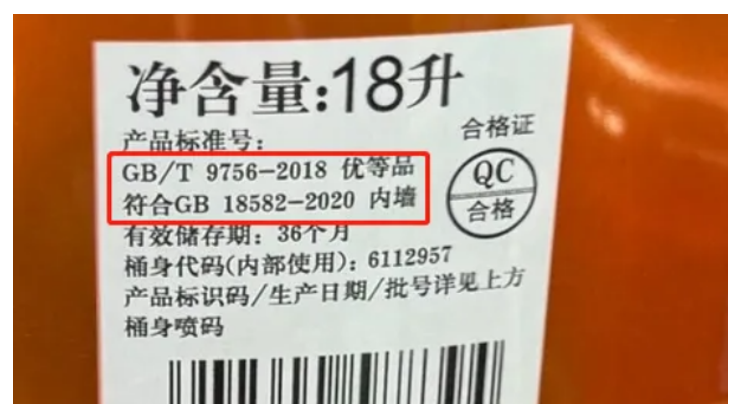 净含量:18升
产品标准号:
合格证
GB/T 9756-2018 优等品
符合GB 18582-2020 内墙
QC
合格
有效储存期: 36个月
桶身代码(内部使用): 6112957
产品标识码/生产日期/批号详见上方
桶身喷码